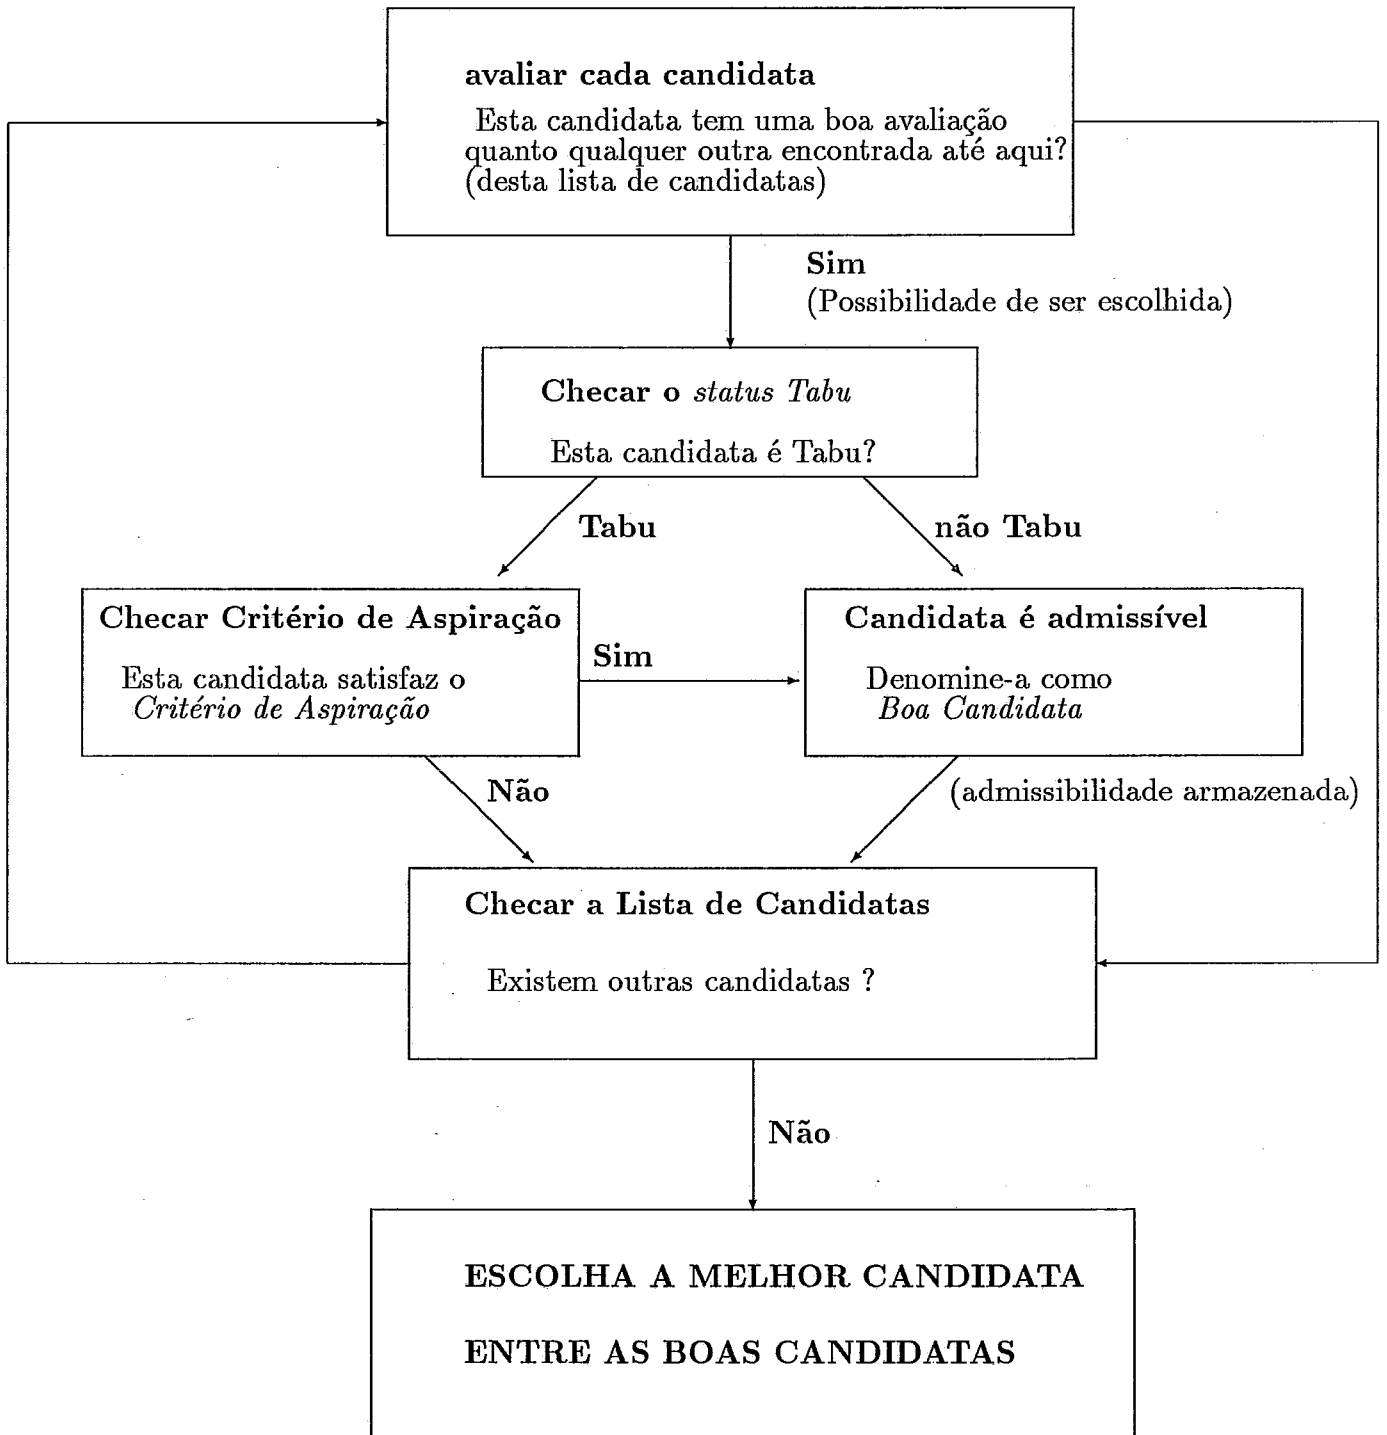 avaliar cada candidata
Esta candidata tem uma boa avaliação
quanto qualquer outra encontrada até aqui?
(desta lista de candidatas)
Sim
(Possibilidade de ser escolhida)
Checar o status Tabu
Esta candidata é Tabu?
Tabu
não Tabu
Checar Critério de Aspiração
Esta candidata satisfaz o
Critério de Aspiração
Sim
Candidata é admissível
Denomine-a como
Boa Candidata
Não
(admissibilidade armazenada)
Checar a Lista de Candidatas
Existem outras candidatas ?
Não
ESCOLHA A MELHOR CANDIDATA
ENTRE AS BOAS CANDIDATAS